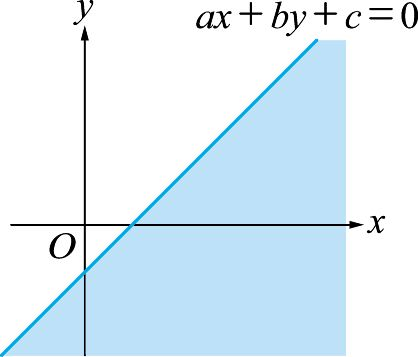 y
ax + by + c = 0
x
O